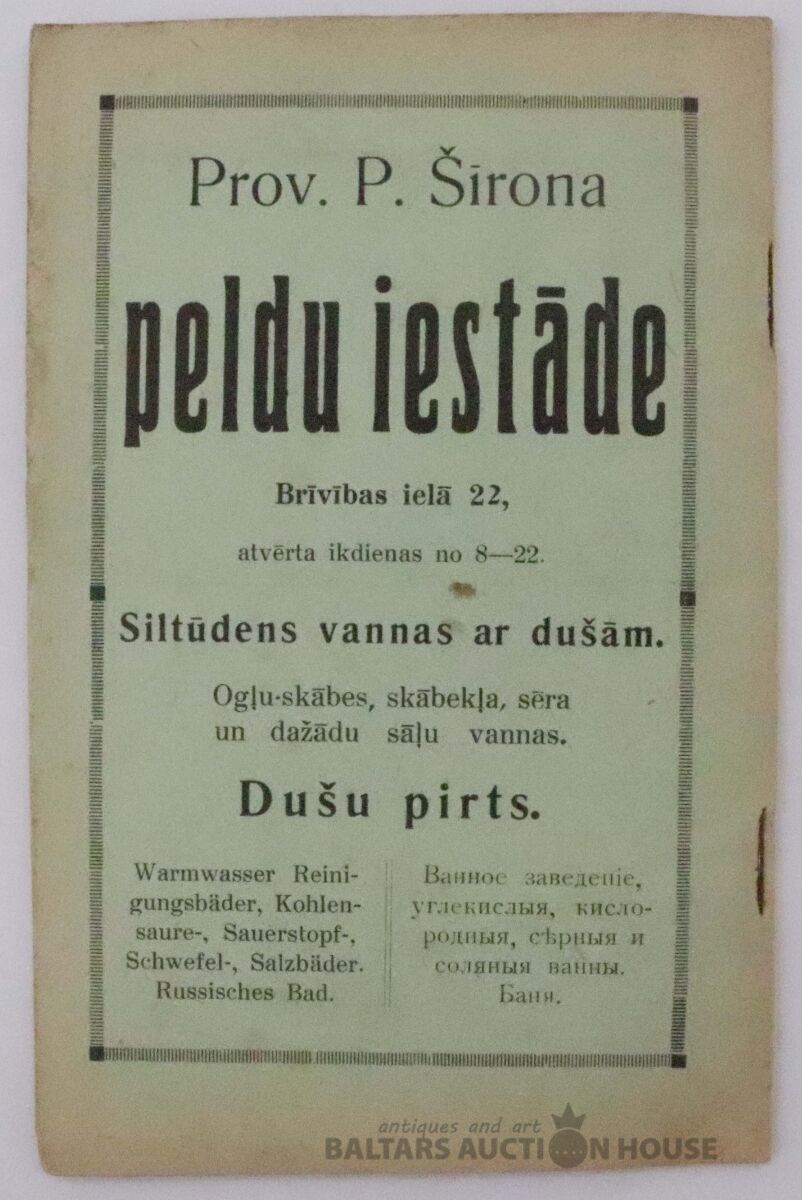 Prov. P. Šīrona
peldu iestāde
Brīvības ielā 22,
atvērta ikdienas no 8—22.
Siltūdens vannas ar dušām.
Ogļu-skābes, skābekļa, sēra
un dažādu sāļu vannas.
Dušu pirts.
Warmwasser Reini-
gungsbäder, Kohlen-
saure-, Sauerstopf-,
Schwefel-, Salzbäder.
Russisches Bad.
Ванное заведеніе,
углекислыя, кисло-
родныя, сѣрныя и
соляныя ванны.
Баня.
antiques and art
BALTARS AUCTION HOUSE